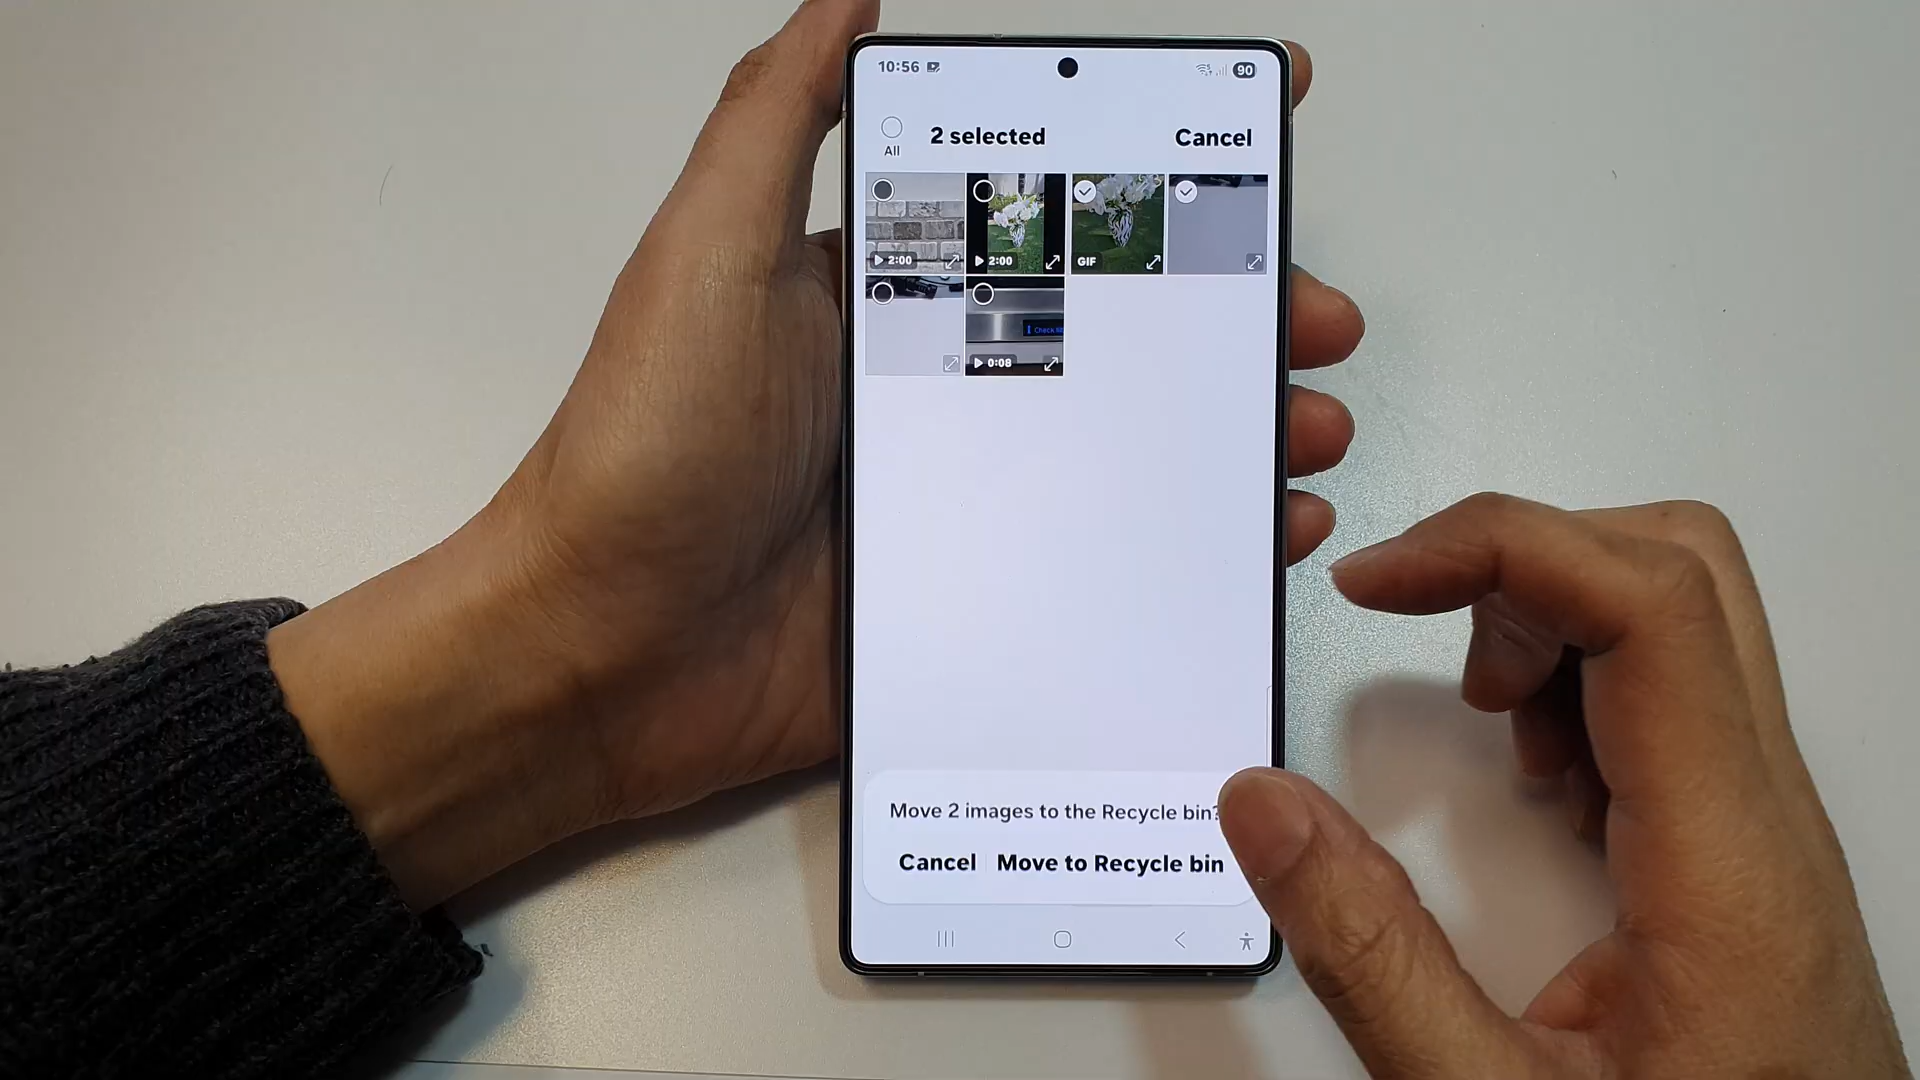 10:56 90
All 2 selected Cancel
2:00 2:00 GIF
Check
0:08
Move 2 images to the Recycle bin?
Cancel Move to Recycle bin